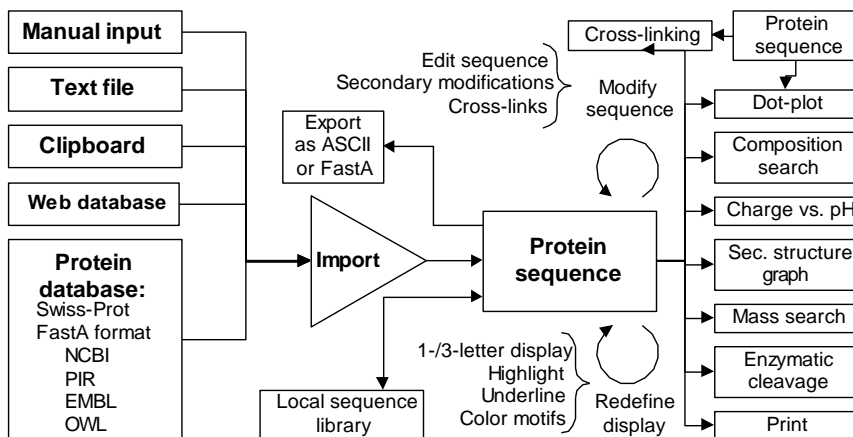 Manual input
Text file
Clipboard
Web database
Protein
database:
Swiss-Prot
FastA format
NCBI
PIR
EMBL
OWL
Export
as ASCII
or FastA
Import
Local sequence
library
Edit sequence
Secondary modifications
Cross-links
Modify
sequence
Protein
sequence
1-/3-letter display
Highlight
Underline
Color motifs
Redefine
display
Cross-linking
Protein
sequence
Dot-plot
Composition
search
Charge vs. pH
Sec. structure
graph
Mass search
Enzymatic
cleavage
Print